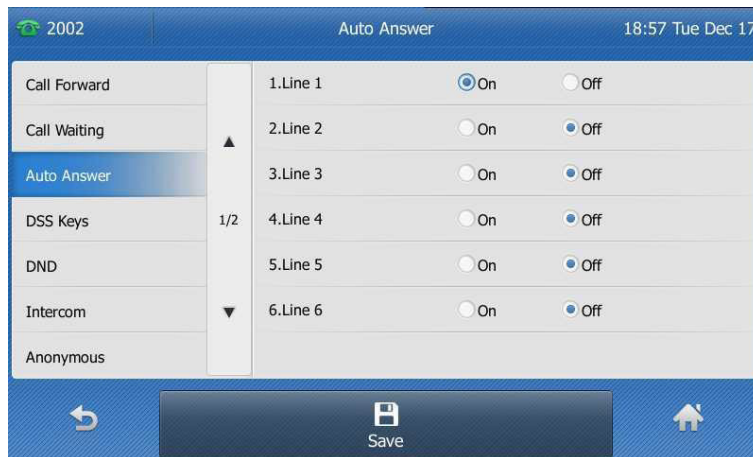 2002 Auto Answer 18:57 Tue Dec 17
Call Forward
Call Waiting
Auto Answer
DSS Keys
DND
Intercom
Anonymous
1/2
1.Line 1 On Off
2.Line 2 On Off
3.Line 3 On Off
4.Line 4 On Off
5.Line 5 On Off
6.Line 6 On Off
Save